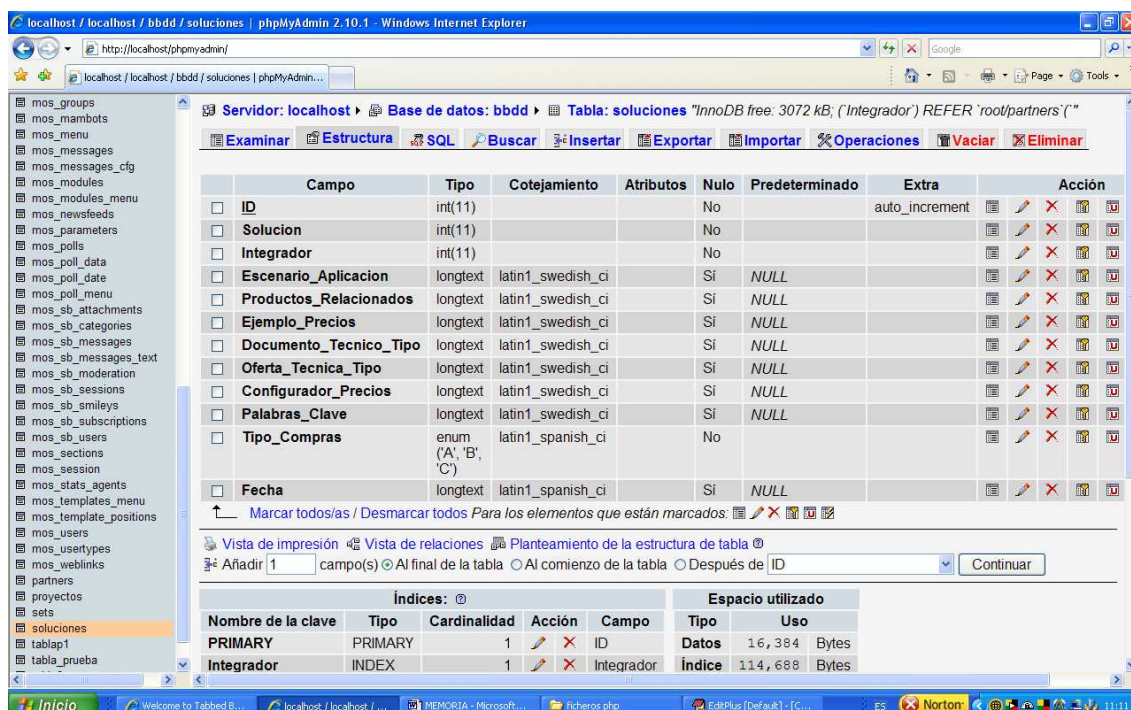 localhost / localhost / bbdd / soluciones | phpMyAdmin 2.10.1 - Windows Internet Explorer
http://localhost/phpmyadmin/
Google
localhost / localhost / bbdd / soluciones | phpMyAdmin...
Page
Tools
mos_groups
mos_mambots
mos_menu
mos_messages
mos_messages_cfg
mos_modules
mos_modules_menu
mos_newsfeeds
mos_parameters
mos_polls
mos_poll_data
mos_poll_date
mos_poll_menu
mos_sb_attachments
mos_sb_categories
mos_sb_messages
mos_sb_messages_text
mos_sb_moderation
mos_sb_sessions
mos_sb_smileys
mos_sb_subscriptions
mos_sb_users
mos_sections
mos_session
mos_stats_agents
mos_templates_menu
mos_template_positions
mos_users
mos_usertypes
mos_weblinks
partners
proyectos
sets
soluciones
tablap1
tabla_prueba
Servidor: localhost Base de datos: bbdd Tabla: soluciones "InnoDB free: 3072 kB; (`Integrador`) REFER `root/partners`(`"
Examinar Estructura SQL Buscar Insertar Exportar Importar Operaciones Vaciar Eliminar
Campo Tipo Cotejamiento Atributos Nulo Predeterminado Extra Acción
ID int(11) No auto_increment
Solucion int(11) No
Integrador int(11) No
Escenario_Aplicacion longtext latin1_swedish_ci Sí NULL
Productos_Relacionados longtext latin1_swedish_ci Sí NULL
Ejemplo_Precios longtext latin1_swedish_ci Sí NULL
Documento_Tecnico_Tipo longtext latin1_swedish_ci Sí NULL
Oferta_Tecnica_Tipo longtext latin1_swedish_ci Sí NULL
Configurador_Precios longtext latin1_swedish_ci Sí NULL
Palabras_Clave longtext latin1_swedish_ci Sí NULL
Tipo_Compras enum latin1_spanish_ci No
('A', 'B',
'C')
Fecha longtext latin1_spanish_ci Sí NULL
Marcar todos/as / Desmarcar todos Para los elementos que están marcados:
Vista de impresión Vista de relaciones Planteamiento de la estructura de tabla
Añadir 1 campo(s) Al final de la tabla Al comienzo de la tabla Después de ID Continuar
Índices: Espacio utilizado
Nombre de la clave Tipo Cardinalidad Acción Campo Tipo Uso
PRIMARY PRIMARY 1 ID Datos 16,384 Bytes
Integrador INDEX 1 Integrador Índice 114,688 Bytes
Inicio Welcome to Tabbed B... localhost / localhost / ... MEMORIA - Microsoft... ficheros php EditPlus [Default] - [C... ES Norton 11:11